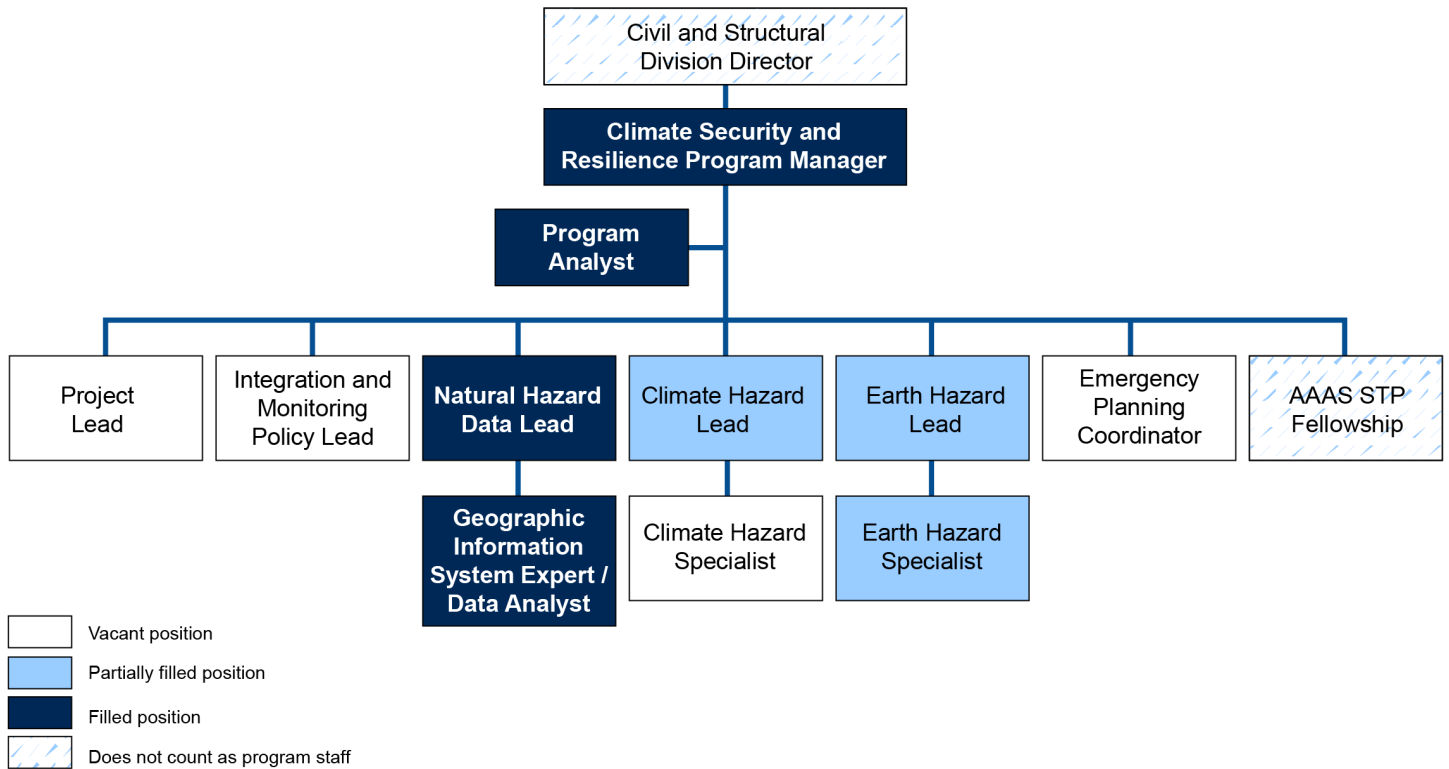 Civil and Structural
Division Director
Climate Security and
Resilience Program Manager
Program
Analyst
Project
Lead
Integration and
Monitoring
Policy Lead
Natural Hazard
Data Lead
Climate Hazard
Lead
Earth Hazard
Lead
Emergency
Planning
Coordinator
AAAS STP
Fellowship
Geographic
Information
System Expert /
Data Analyst
Climate Hazard
Specialist
Earth Hazard
Specialist
Vacant position
Partially filled position
Filled position
Does not count as program staff